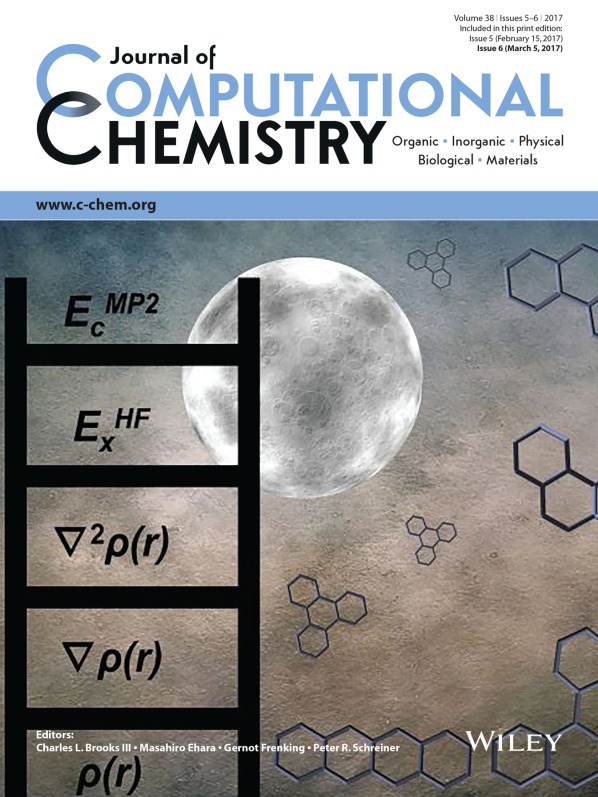 Volume 38 | Issues 5–6 | 2017
Included in this print edition:
Issue 5 (February 15, 2017)
Issue 6 (March 5, 2017)
Journal of
COMPUTATIONAL
CHEMISTRY
Organic • Inorganic • Physical
Biological • Materials
www.c-chem.org
E_c^MP2
E_x^HF
∇²ρ(r)
∇ρ(r)
Editors:
Charles L. Brooks III • Masahiro Ehara • Gernot Frenking • Peter R. Schreiner
WILEY
ρ(r)